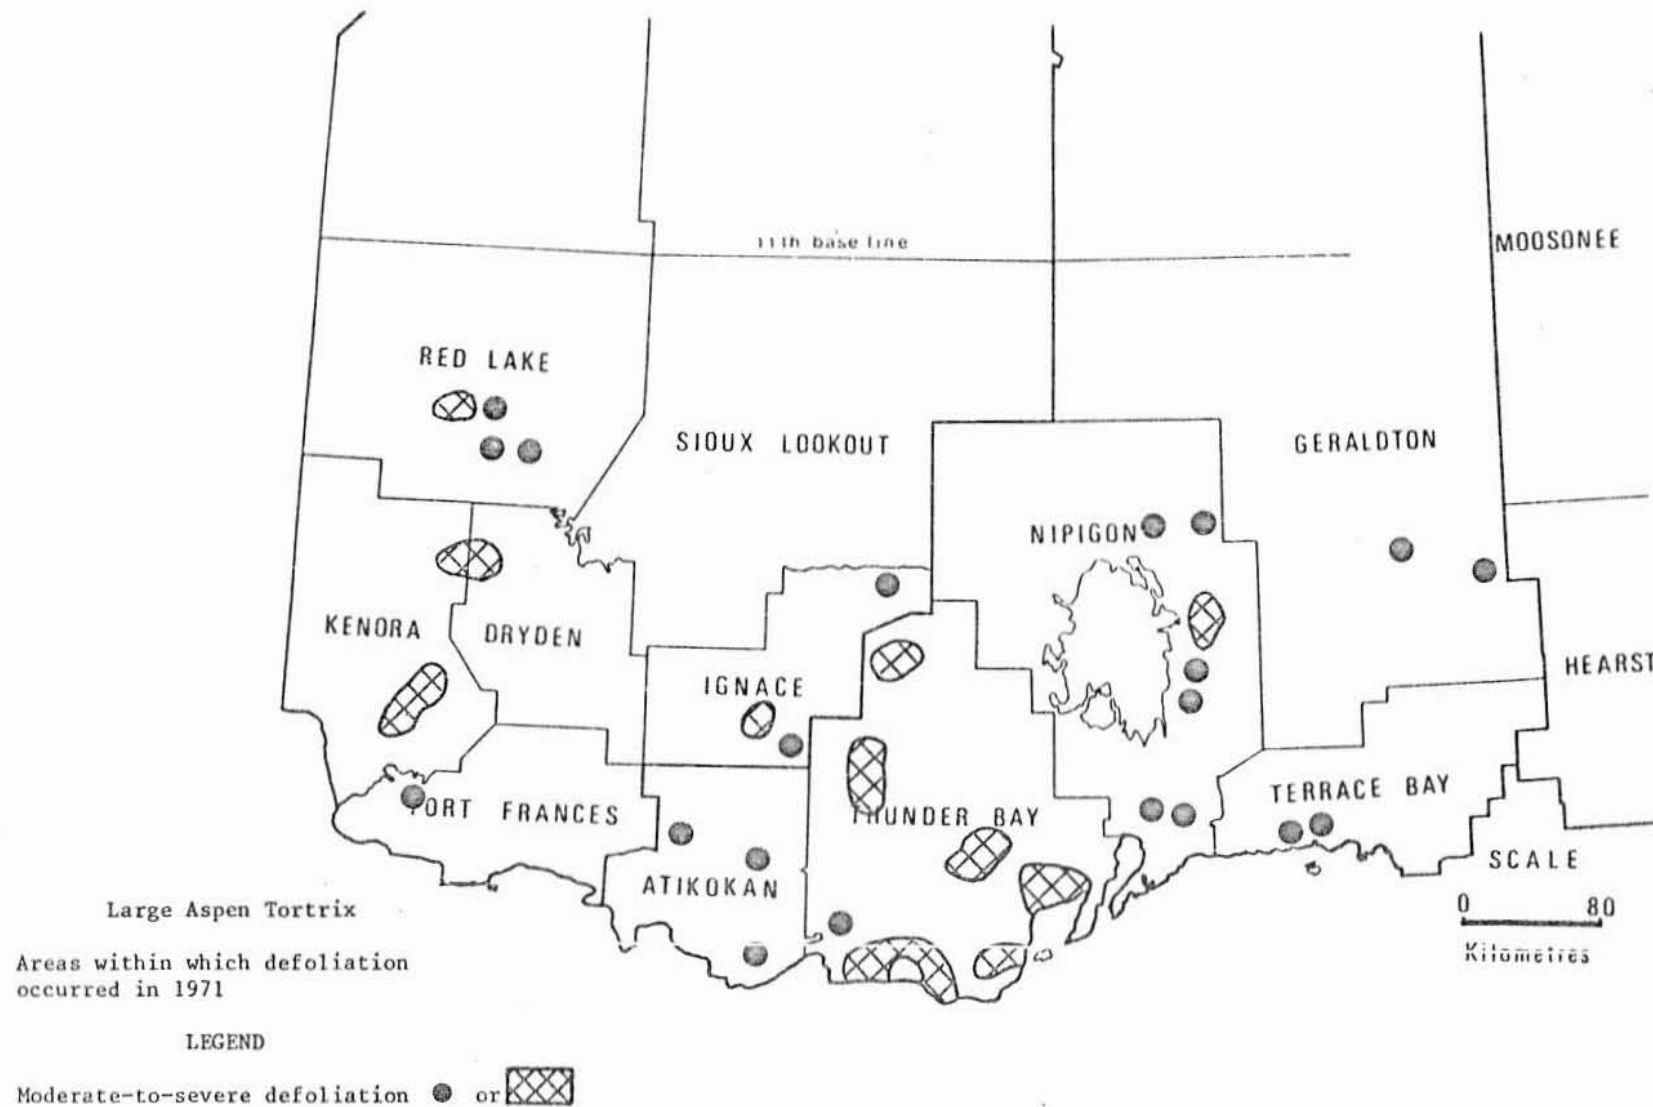 11th base line
MOOSONEE
RED LAKE
SIOUX LOOKOUT
GERALDTON
NIPIGON
KENORA
DRYDEN
HEARST
IGNACE
TERRACE BAY
FORT FRANCES
THUNDER BAY
SCALE
ATIKOKAN
0 80
Kilometres
Large Aspen Tortrix
Areas within which defoliation
occurred in 1971
LEGEND
Moderate-to-severe defoliation or